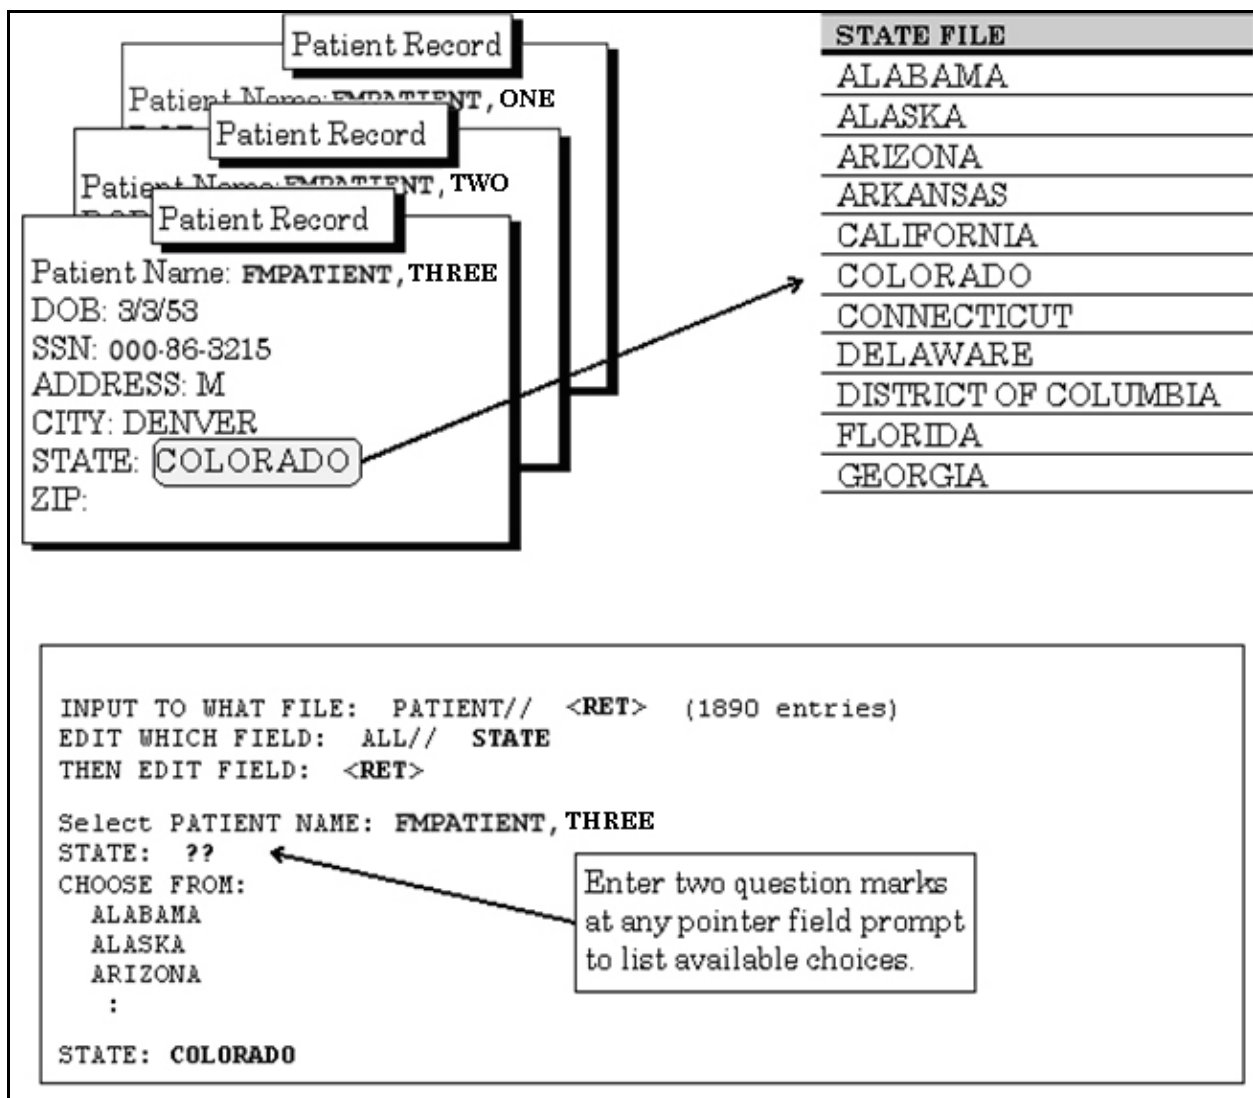 Patient Record
Patient Name: FMPATIENT, ONE
Patient Record
Patient Name: FMPATIENT, TWO
Patient Record
Patient Name: FMPATIENT, THREE
DOB: 3/3/53
SSN: 000-86-3215
ADDRESS: M
CITY: DENVER
STATE: COLORADO
ZIP:
STATE FILE
ALABAMA
ALASKA
ARIZONA
ARKANSAS
CALIFORNIA
COLORADO
CONNECTICUT
DELAWARE
DISTRICT OF COLUMBIA
FLORIDA
GEORGIA
INPUT TO WHAT FILE: PATIENT// <RET> (1890 entries)
EDIT WHICH FIELD: ALL// STATE
THEN EDIT FIELD: <RET>
Select PATIENT NAME: FMPATIENT, THREE
STATE: ??
CHOOSE FROM:
ALABAMA
ALASKA
ARIZONA
:
STATE: COLORADO
Enter two question marks
at any pointer field prompt
to list available choices.